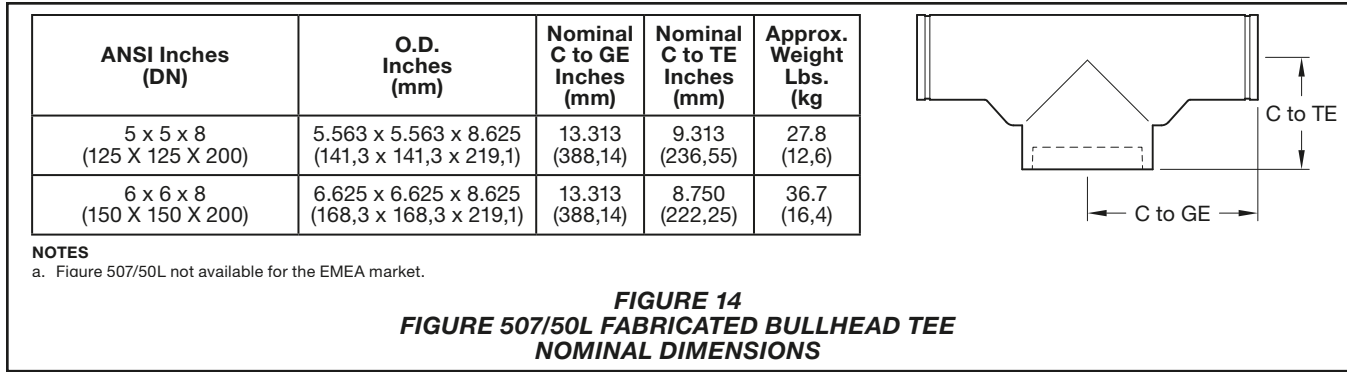 ANSI Inches
(DN)
O.D.
Inches
(mm)
Nominal
C to GE
Inches
(mm)
Nominal
C to TE
Inches
(mm)
Approx.
Weight
Lbs.
(kg
5 x 5 x 8
(125 X 125 X 200)
5.563 x 5.563 x 8.625
(141,3 x 141,3 x 219,1)
13.313
(388,14)
9.313
(236,55)
27.8
(12,6)
6 x 6 x 8
(150 X 150 X 200)
6.625 x 6.625 x 8.625
(168,3 x 168,3 x 219,1)
13.313
(388,14)
8.750
(222,25)
36.7
(16,4)
C to TE
C to GE
NOTES
a. Figure 507/50L not available for the EMEA market.
FIGURE 14
FIGURE 507/50L FABRICATED BULLHEAD TEE
NOMINAL DIMENSIONS